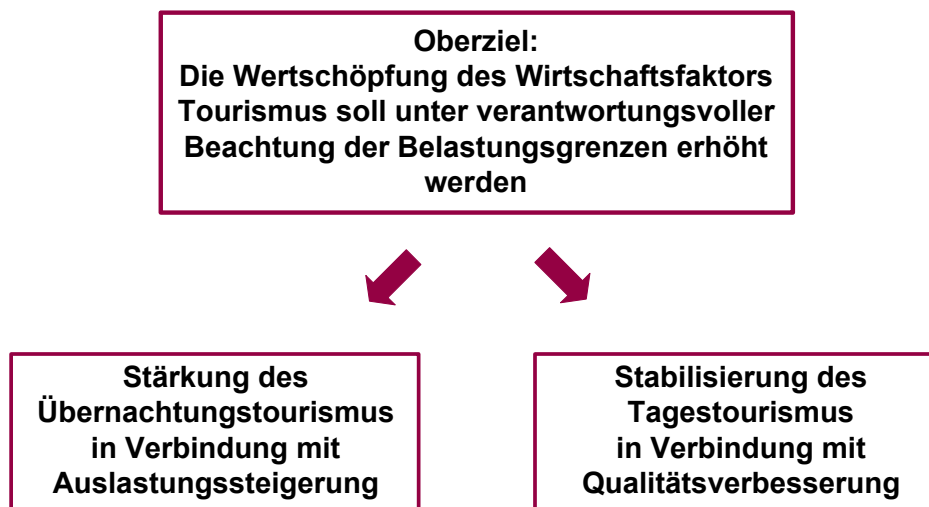 Oberziel:
Die Wertschöpfung des Wirtschaftsfaktors
Tourismus soll unter verantwortungsvoller
Beachtung der Belastungsgrenzen erhöht
werden
Stärkung des
Übernachtungstourismus
in Verbindung mit
Auslastungssteigerung
Stabilisierung des
Tagestourismus
in Verbindung mit
Qualitätsverbesserung